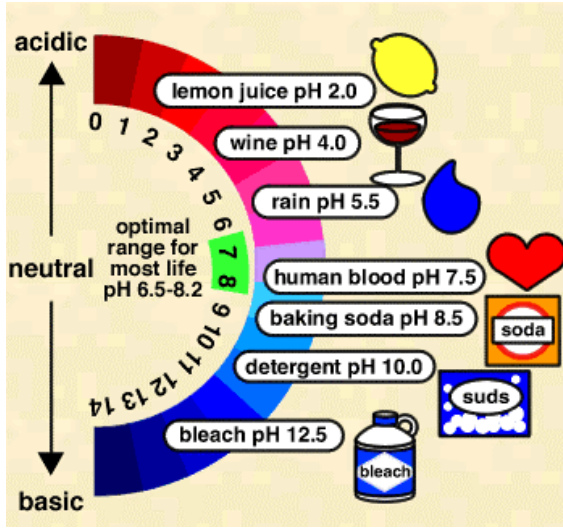 acidic
lemon juice pH 2.0
0
1
2
3
4
5
6
7
8
9
10
11
12
13
14
wine pH 4.0
rain pH 5.5
optimal
range for
most life
pH 6.5-8.2
neutral
human blood pH 7.5
baking soda pH 8.5
soda
detergent pH 10.0
suds
bleach pH 12.5
bleach
basic